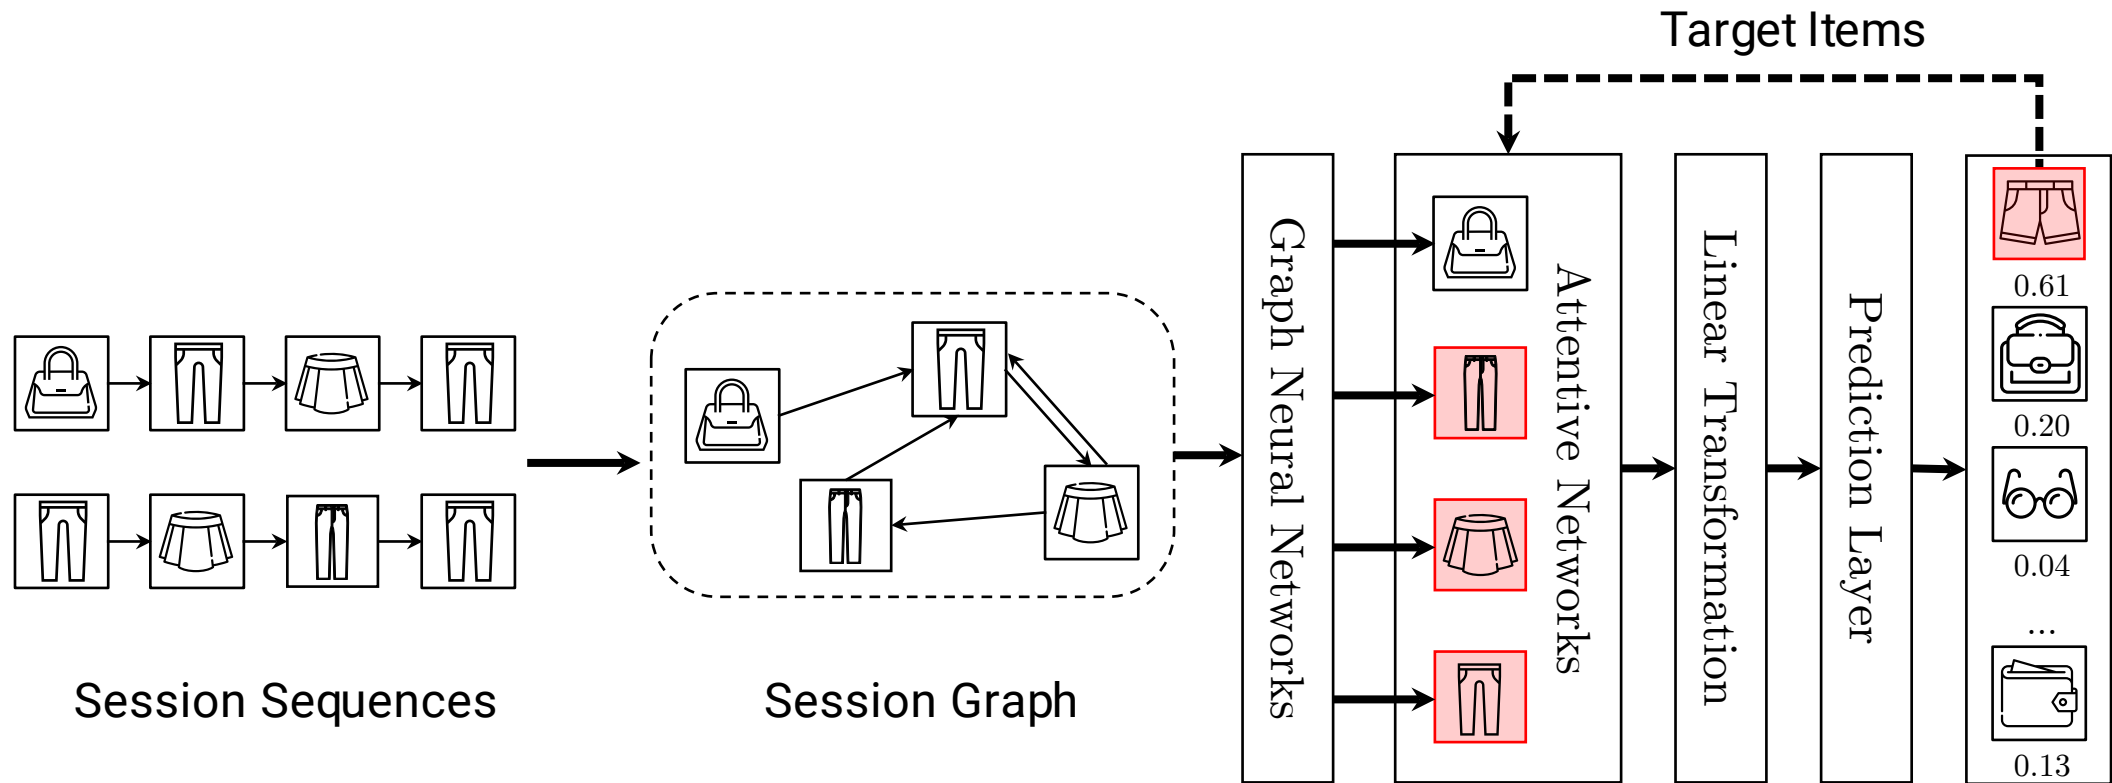 Target Items
Session Sequences
Session Graph
Graph Neural Networks
Attentive Networks
Linear Transformation
Prediction Layer
0.61
0.20
0.04
...
0.13